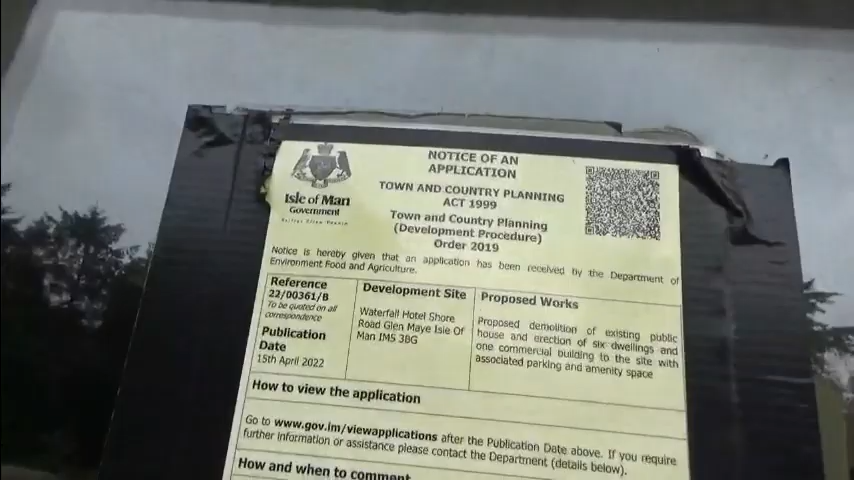 NOTICE OF AN
APPLICATION
TOWN AND COUNTRY PLANNING
ACT 1999
Town and Country Planning
(Development Procedure)
Order 2019
Isle of Man
Government
Notice is hereby given that an application has been received by the Department of
Environment Food and Agriculture.
Reference
22/00361/B
To be quoted on all
correspondence
Publication
Date
15th April 2022
Development Site
Waterfall Hotel Shore
Road Glen Maye Isle Of
Man IM5 3BG
Proposed Works
Proposed demolition of existing public
house and erection of six dwellings and
one commercial building to the site with
associated parking and amenity space
How to view the application
Go to www.gov.im/viewapplications after the Publication Date above. If you require
further information or assistance please contact the Department (details below).
How and when to comment